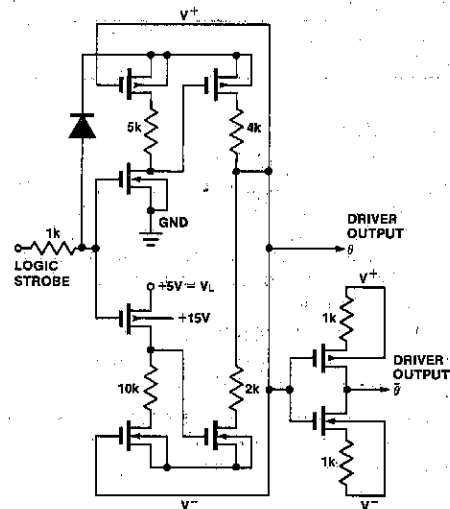 V+
5k
4k
GND
1k
LOGIC
STROBE
DRIVER
OUTPUT
θ
+5V = VL
+15V
V+
1k
DRIVER
OUTPUT
θ̄
10k
2k
1k
V−
V−